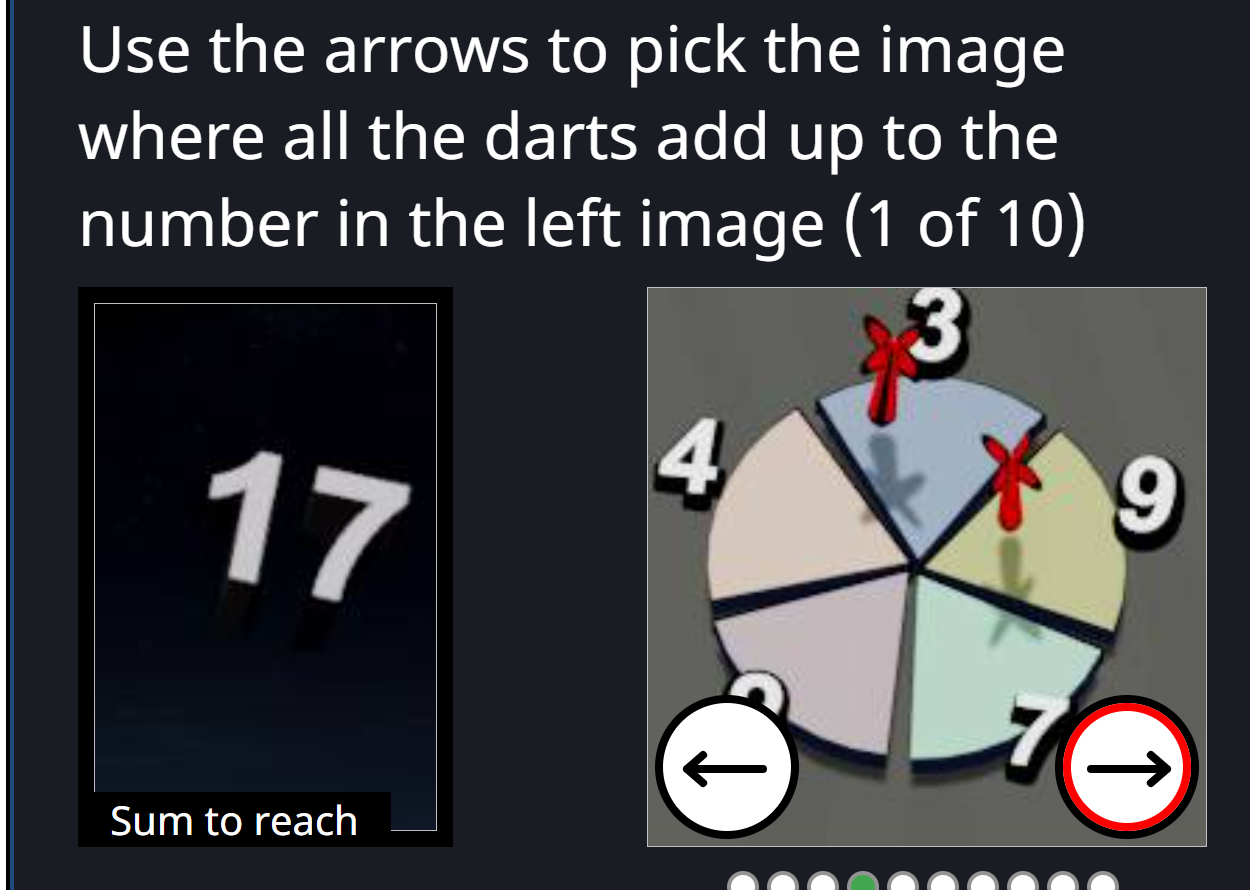 Use the arrows to pick the image
where all the darts add up to the
number in the left image (1 of 10)
17
Sum to reach
3
4
9
7